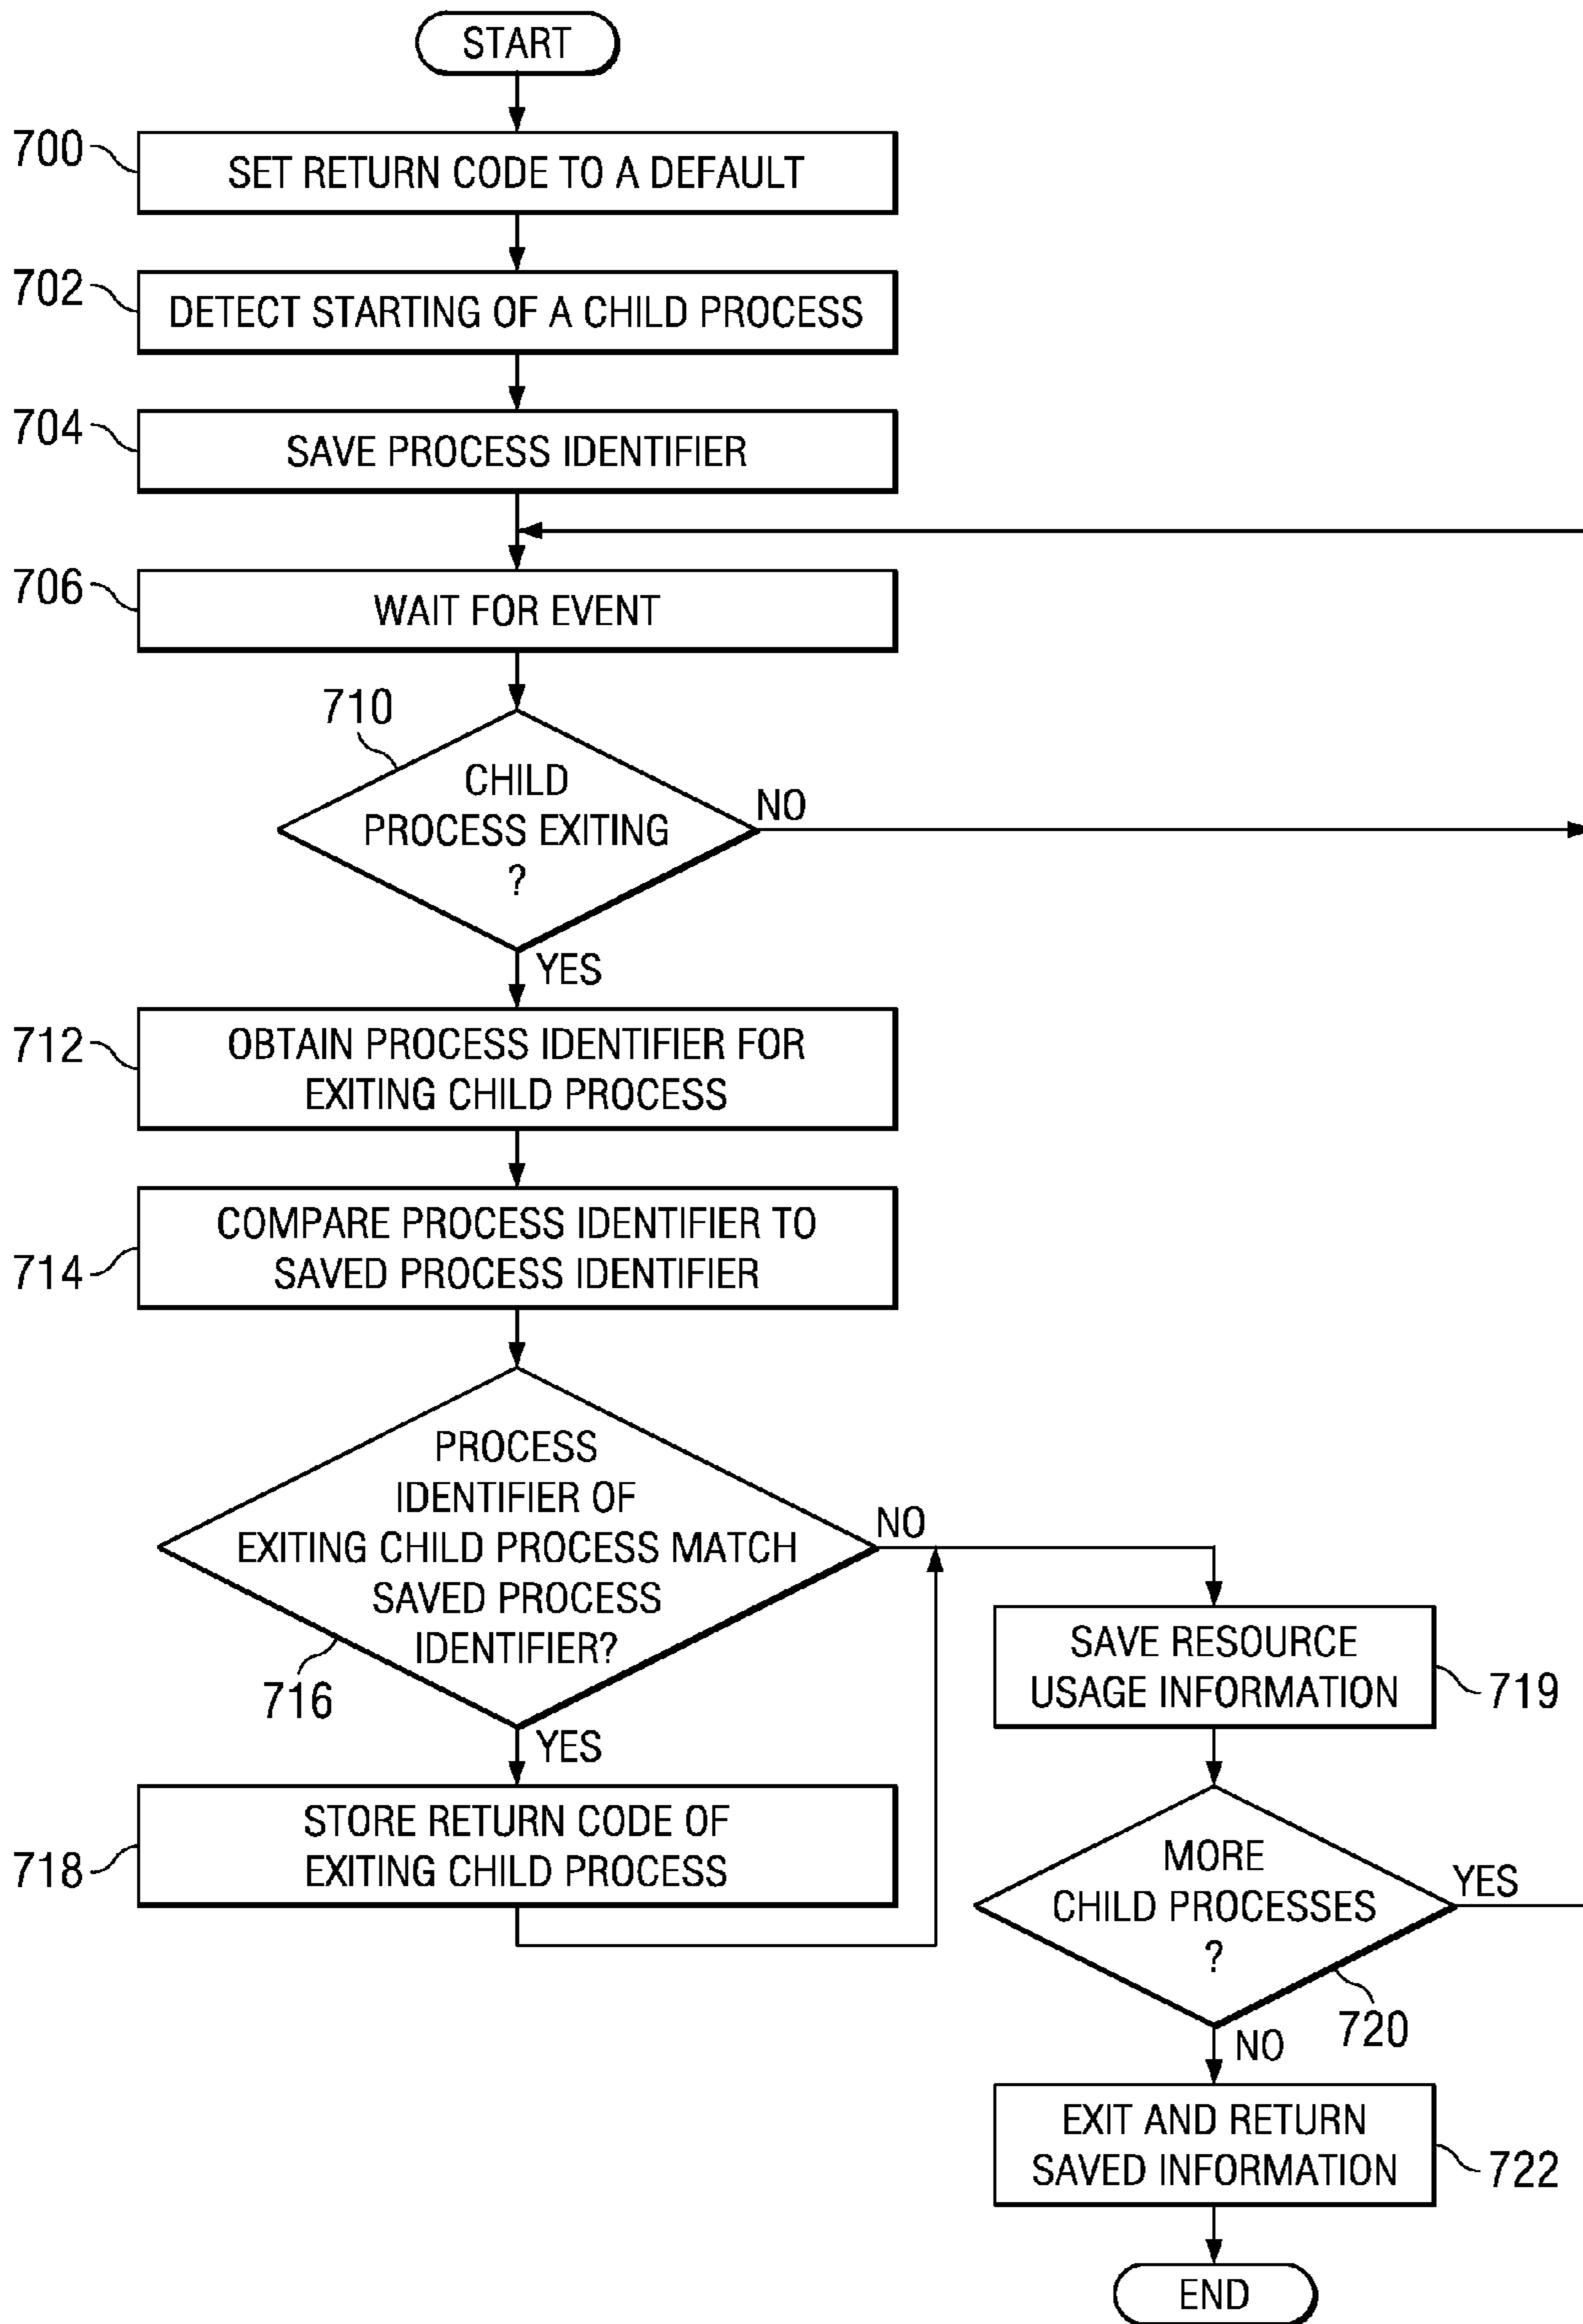 START
700
SET RETURN CODE TO A DEFAULT
702
DETECT STARTING OF A CHILD PROCESS
704
SAVE PROCESS IDENTIFIER
706
WAIT FOR EVENT
710
CHILD
PROCESS EXITING
?
NO
YES
712
OBTAIN PROCESS IDENTIFIER FOR
EXITING CHILD PROCESS
714
COMPARE PROCESS IDENTIFIER TO
SAVED PROCESS IDENTIFIER
PROCESS
IDENTIFIER OF
EXITING CHILD PROCESS MATCH
SAVED PROCESS
IDENTIFIER?
716
NO
YES
718
STORE RETURN CODE OF
EXITING CHILD PROCESS
SAVE RESOURCE
USAGE INFORMATION
719
MORE
CHILD PROCESSES
?
YES
720
NO
EXIT AND RETURN
SAVED INFORMATION
722
END